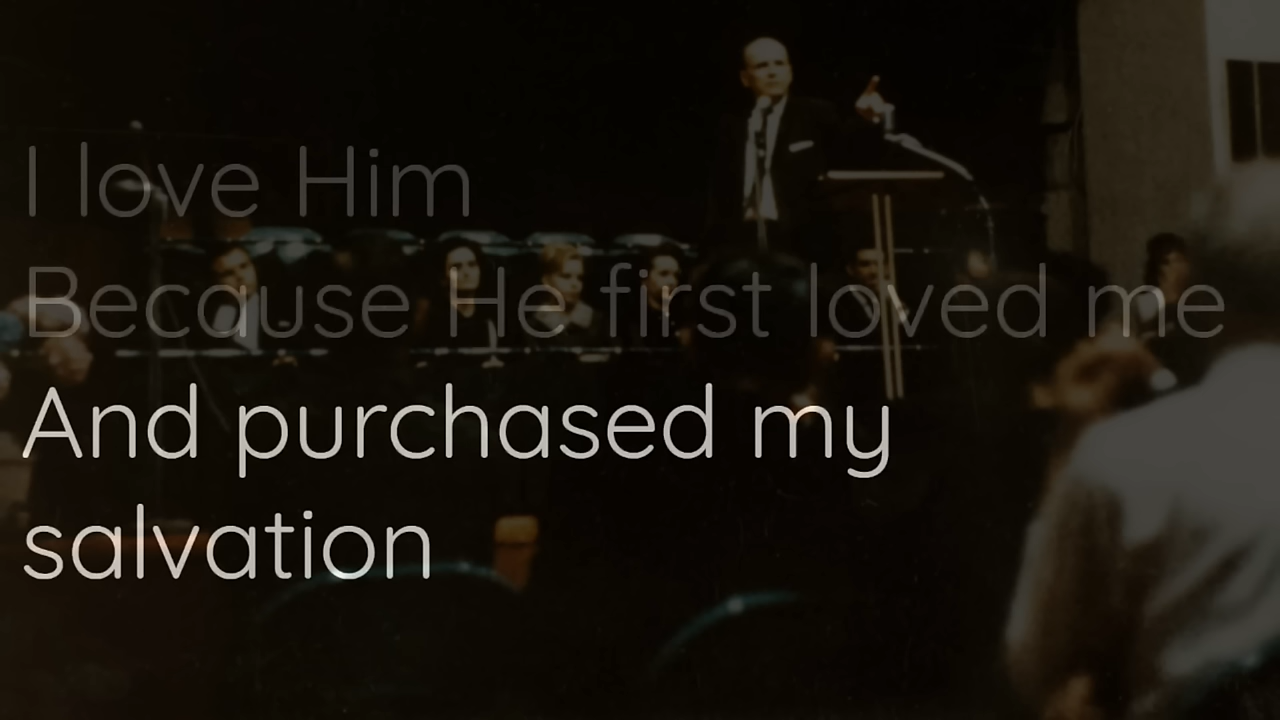 I love Him
Because He first loved me
And purchased my
salvation